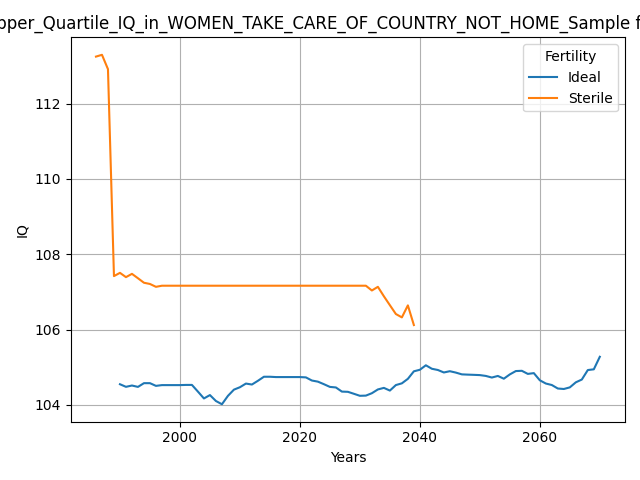 pper_Quartile_IQ_in_WOMEN_TAKE_CARE_OF_COUNTRY_NOT_HOME_Sample f
Fertility
Ideal
Sterile
IQ
112
110
108
106
104
2000
2020
2040
2060
Years